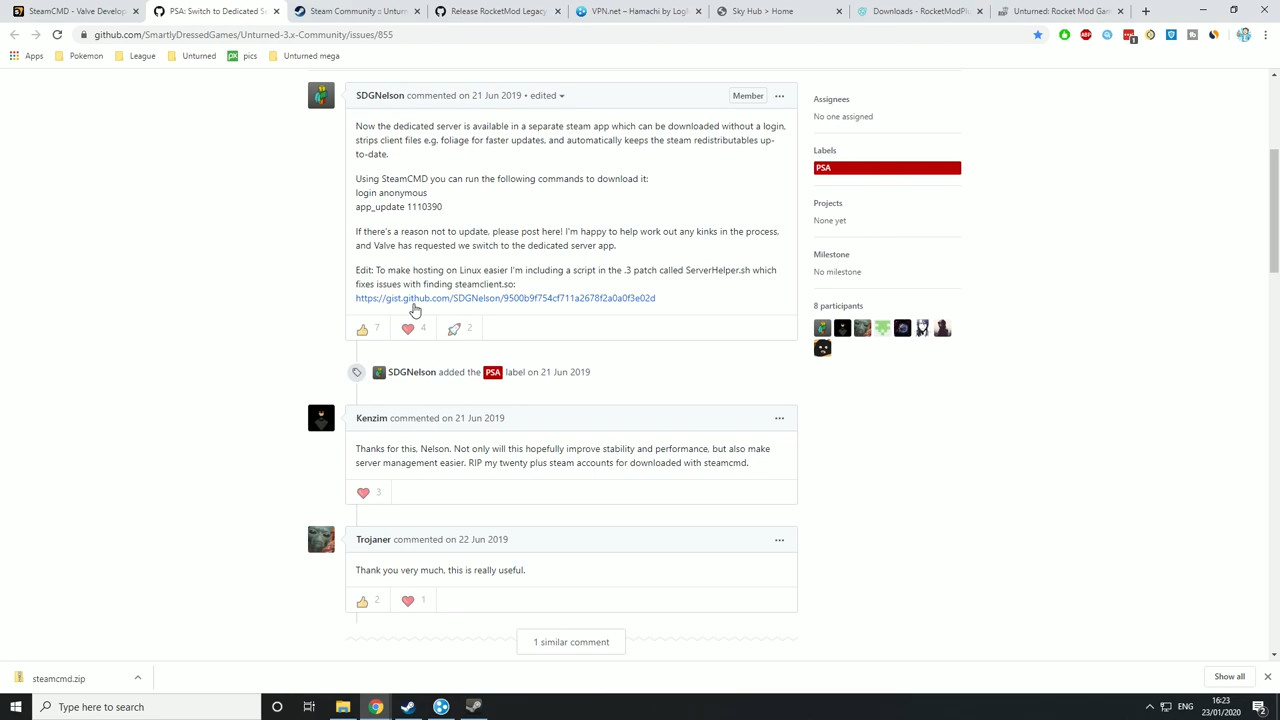 SteamCMD - Valve Develop
PSA: Switch to Dedicated S
Steam Community :: Unturn
Release RocketMod Legacy
VPN.net – Hamachi by LogM
Sky Hub > Home
Downloads - RocketModPlu
Unturned: Rocket Mod Gam
github.com/SmartlyDressedGames/Unturned-3.x-Community/issues/855
Apps
Pokemon
League
Unturned
pics
Unturned mega
SDGNelson commented on 21 Jun 2019 • edited
Member
Now the dedicated server is available in a separate steam app which can be downloaded without a login,
strips client files e.g. foliage for faster updates, and automatically keeps the steam redistributables up-
to-date.
Using SteamCMD you can run the following commands to download it:
login anonymous
app_update 1110390
If there's a reason not to update, please post here! I'm happy to help work out any kinks in the process,
and Valve has requested we switch to the dedicated server app.
Edit: To make hosting on Linux easier I'm including a script in the .3 patch called ServerHelper.sh which
fixes issues with finding steamclient.so:
https://gist.github.com/SDGNelson/9500b9f754cf711a2678f2a0a0f3e02d
7
4
2
SDGNelson added the PSA label on 21 Jun 2019
Kenzim commented on 21 Jun 2019
Thanks for this, Nelson. Not only will this hopefully improve stability and performance, but also make
server management easier. RIP my twenty plus steam accounts for downloaded with steamcmd.
3
Trojaner commented on 22 Jun 2019
Thank you very much, this is really useful.
2
1
1 similar comment
Assignees
No one assigned
Labels
PSA
Projects
None yet
Milestone
No milestone
8 participants
steamcmd.zip
Show all
Type here to search
ENG
16:23
23/01/2020
2